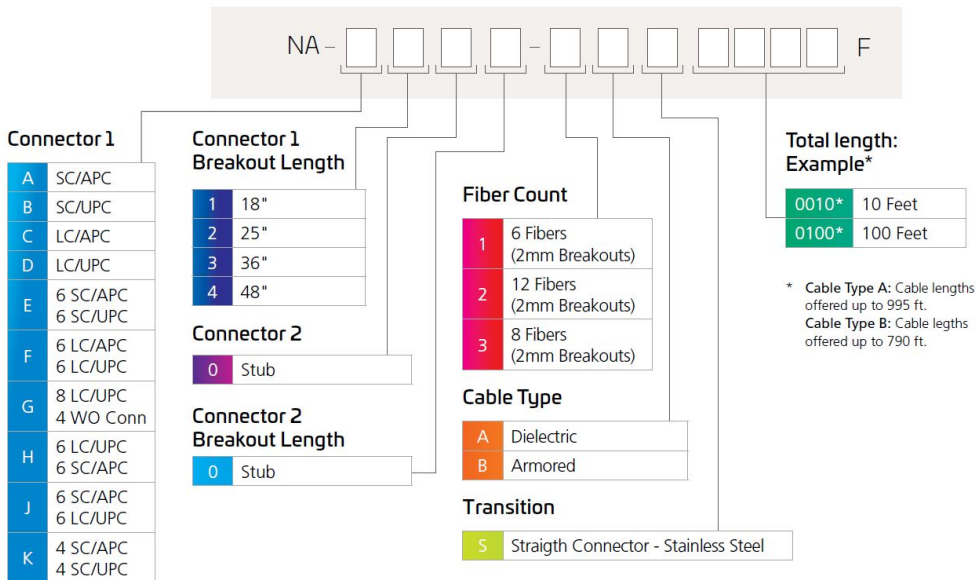 NA - - F
Connector 1
A SC/APC
B SC/UPC
C LC/APC
D LC/UPC
E 6 SC/APC
6 SC/UPC
F 6 LC/APC
6 LC/UPC
G 8 LC/UPC
4 WO Conn
H 6 LC/UPC
6 SC/APC
J 6 SC/APC
6 LC/UPC
K 4 SC/APC
4 SC/UPC
Connector 1
Breakout Length
1 18"
2 25"
3 36"
4 48"
Connector 2
0 Stub
Connector 2
Breakout Length
0 Stub
Fiber Count
1 6 Fibers
(2mm Breakouts)
2 12 Fibers
(2mm Breakouts)
3 8 Fibers
(2mm Breakouts)
Cable Type
A Dielectric
B Armored
Transition
S Straigth Connector - Stainless Steel
Total length:
Example*
0010* 10 Feet
0100* 100 Feet
* Cable Type A: Cable lengths
offered up to 995 ft.
Cable Type B: Cable legths
offered up to 790 ft.